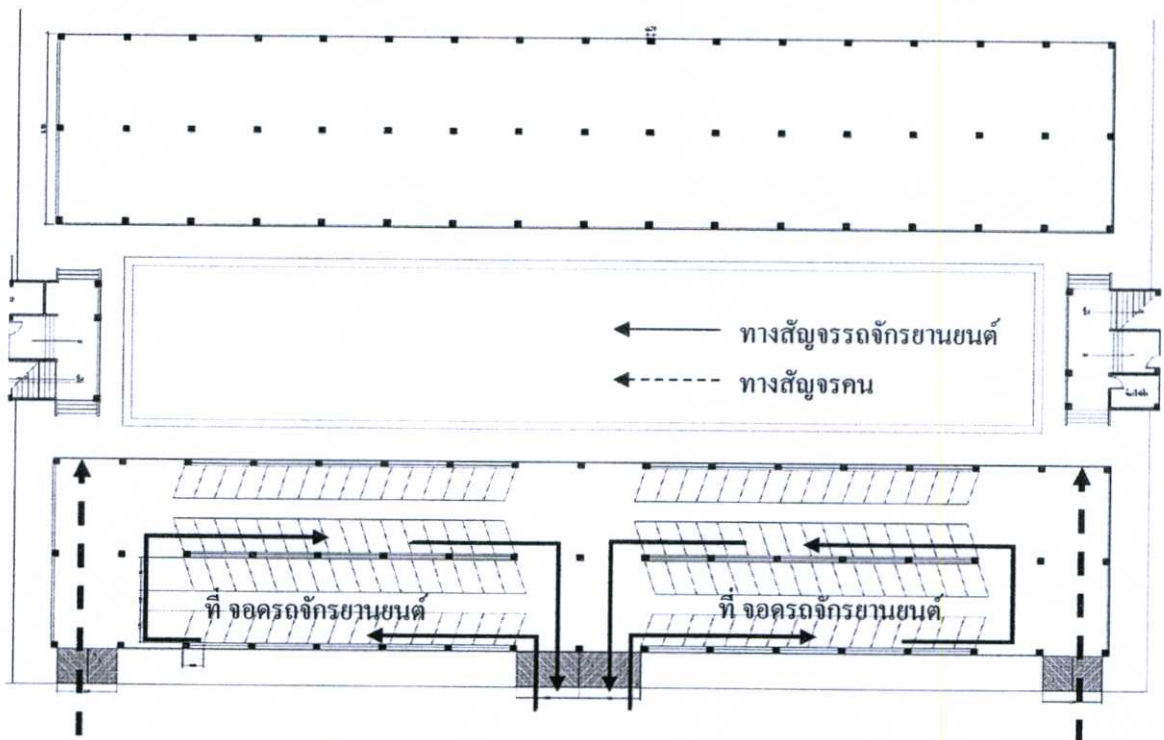 ทางสัญจรรถจักรยานยนต์
ทางสัญจรคน
ที่ จอดรถจักรยานยนต์
ที่ จอดรถจักรยานยนต์